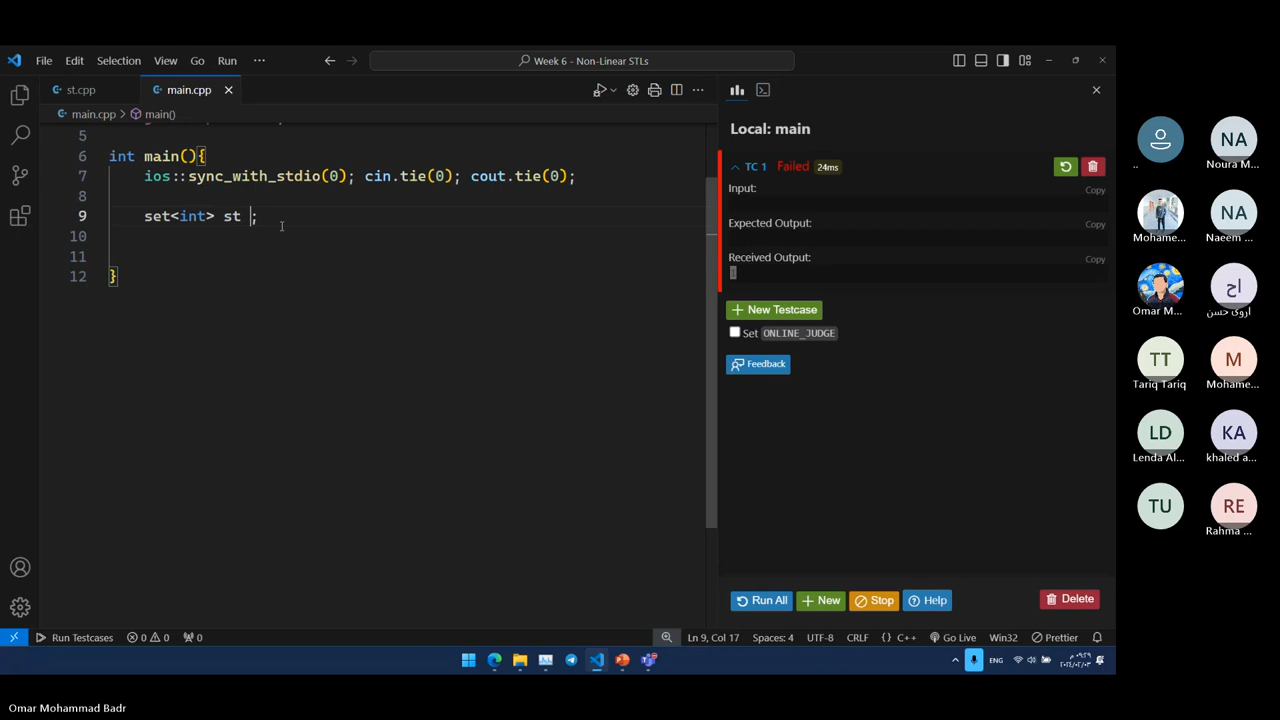 File Edit Selection View Go Run ··· Week 6 - Non-Linear STLs
st.cpp main.cpp
main.cpp > main()
5
6 int main(){
7 ios::sync_with_stdio(0); cin.tie(0); cout.tie(0);
8
9 set<int> st ;
10
11
12 }
Local: main
TC 1 Failed 24ms
Input:
Copy
Expected Output:
Copy
Received Output:
Copy
+ New Testcase
Set ONLINE_JUDGE
Feedback
Run All + New Stop Help Delete
Run Testcases 0 0 0 Ln 9, Col 17 Spaces: 4 UTF-8 CRLF {} C++ Go Live Win32 Prettier
ENG
.. NA
Noura M...
NA
Mohame... Naeem ...
اح
Omar M... اروى حسن
TT M
Tariq Tariq Mohame...
LD KA
Lenda Al... khaled a...
TU RE
Rahma ...
Omar Mohammad Badr